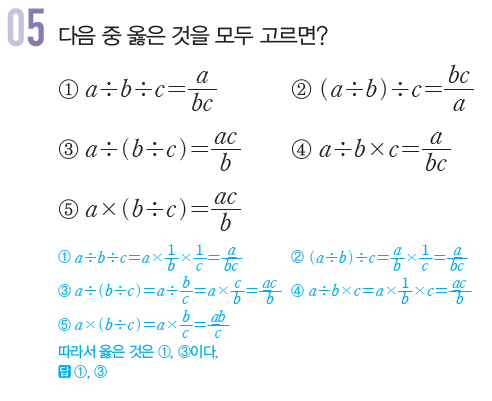 05 다음 중 옳은 것을 모두 고르면?
① a÷b÷c=a/bc ② (a÷b)÷c=bc/a
③ a÷(b÷c)=ac/b ④ a÷b×c=a/bc
⑤ a×(b÷c)=ac/b
① a÷b÷c=a×1/b×1/c=a/bc ② (a÷b)÷c=a/b×1/c=a/bc
③ a÷(b÷c)=a÷b/c=a×c/b=ac/b ④ a÷b×c=a×1/b×c=ac/b
⑤ a×(b÷c)=a×b/c=ab/c
따라서 옳은 것은 ①, ③이다.
답 ①, ③